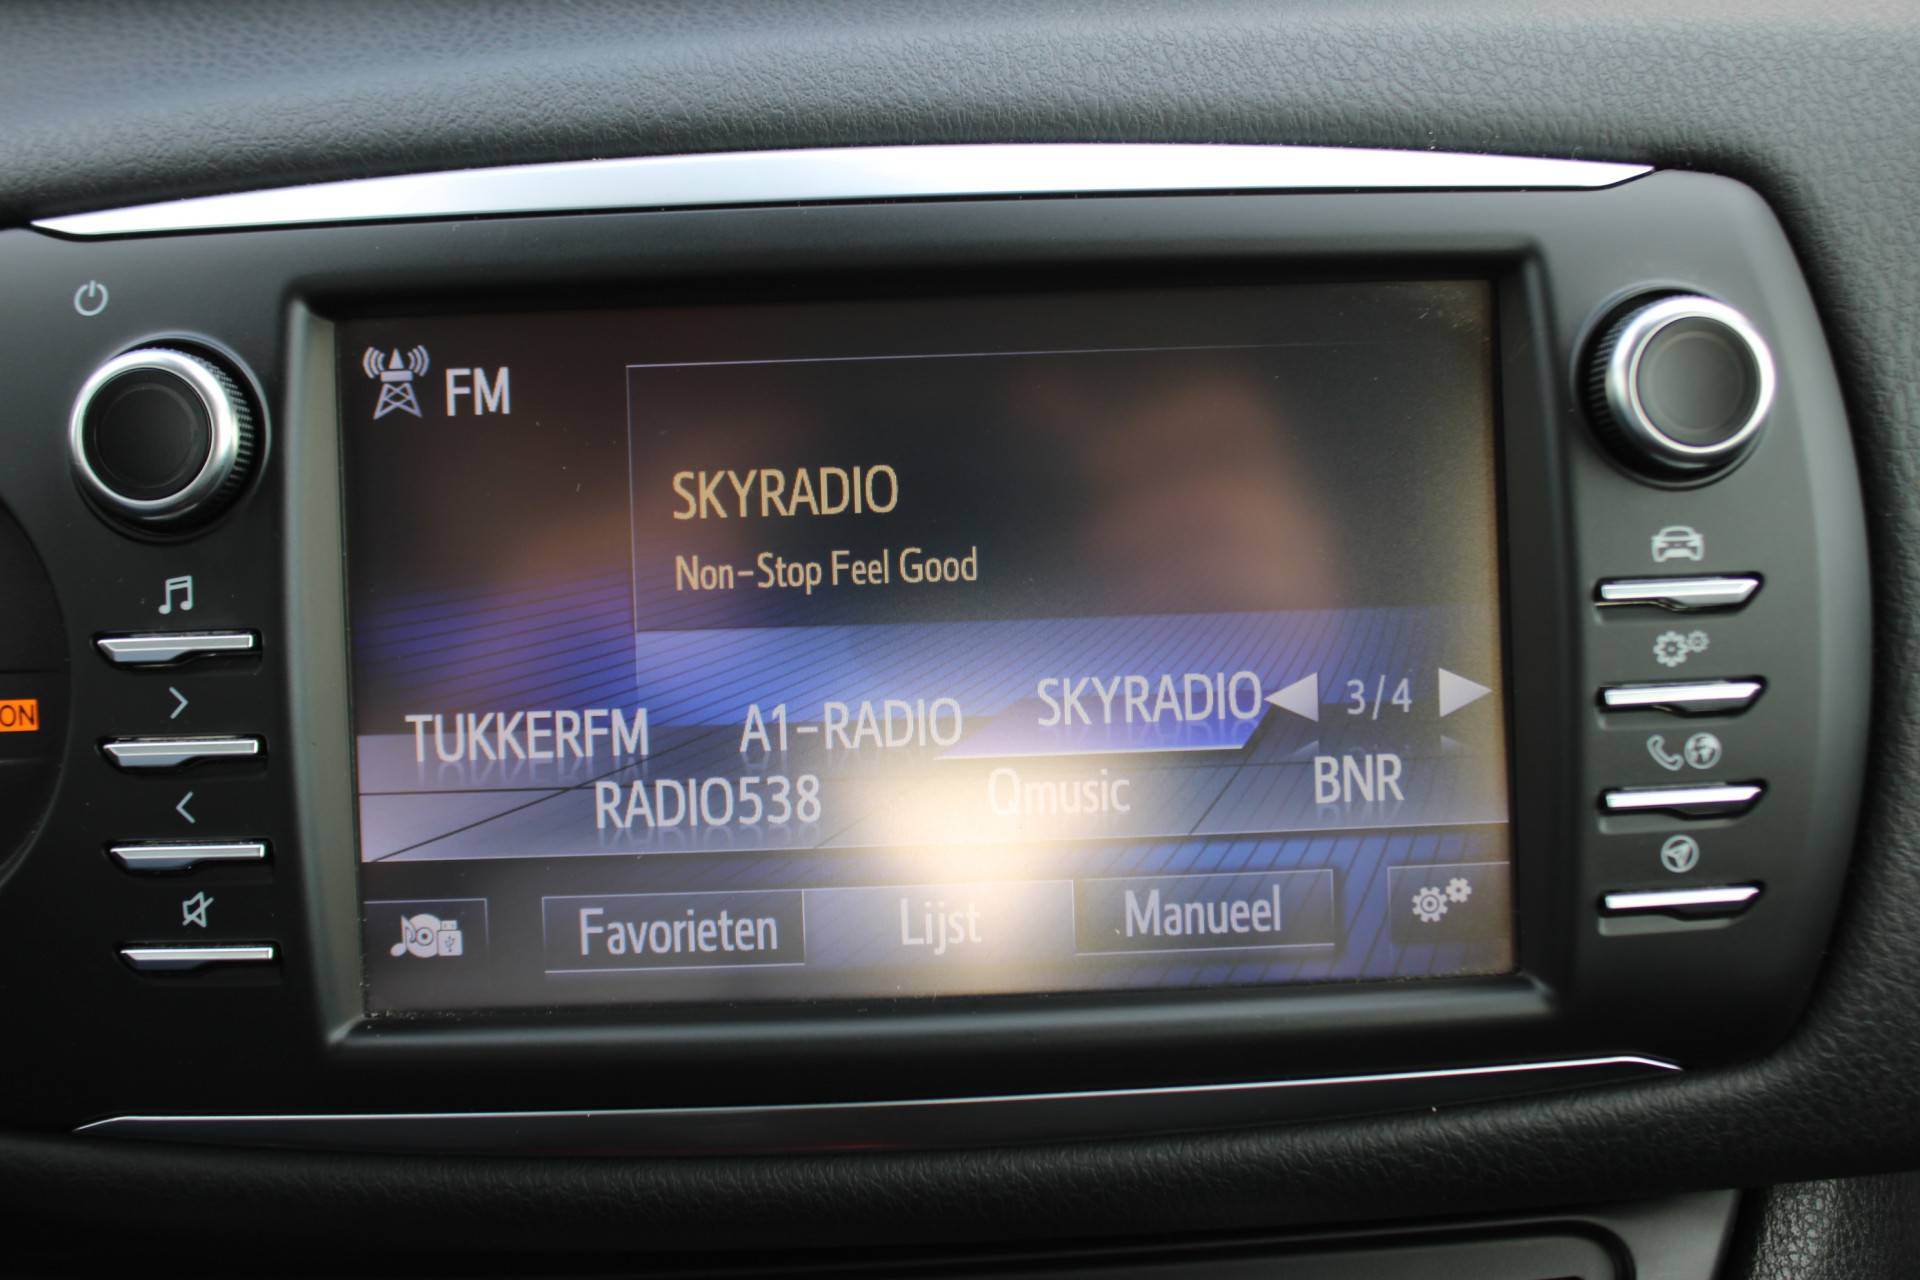 FM
SKYRADIO
Non-Stop Feel Good
TUKKERFM A1-RADIO SKYRADIO 3/4
RADIO538 Qmusic BNR
Favorieten Lijst Manueel
ON